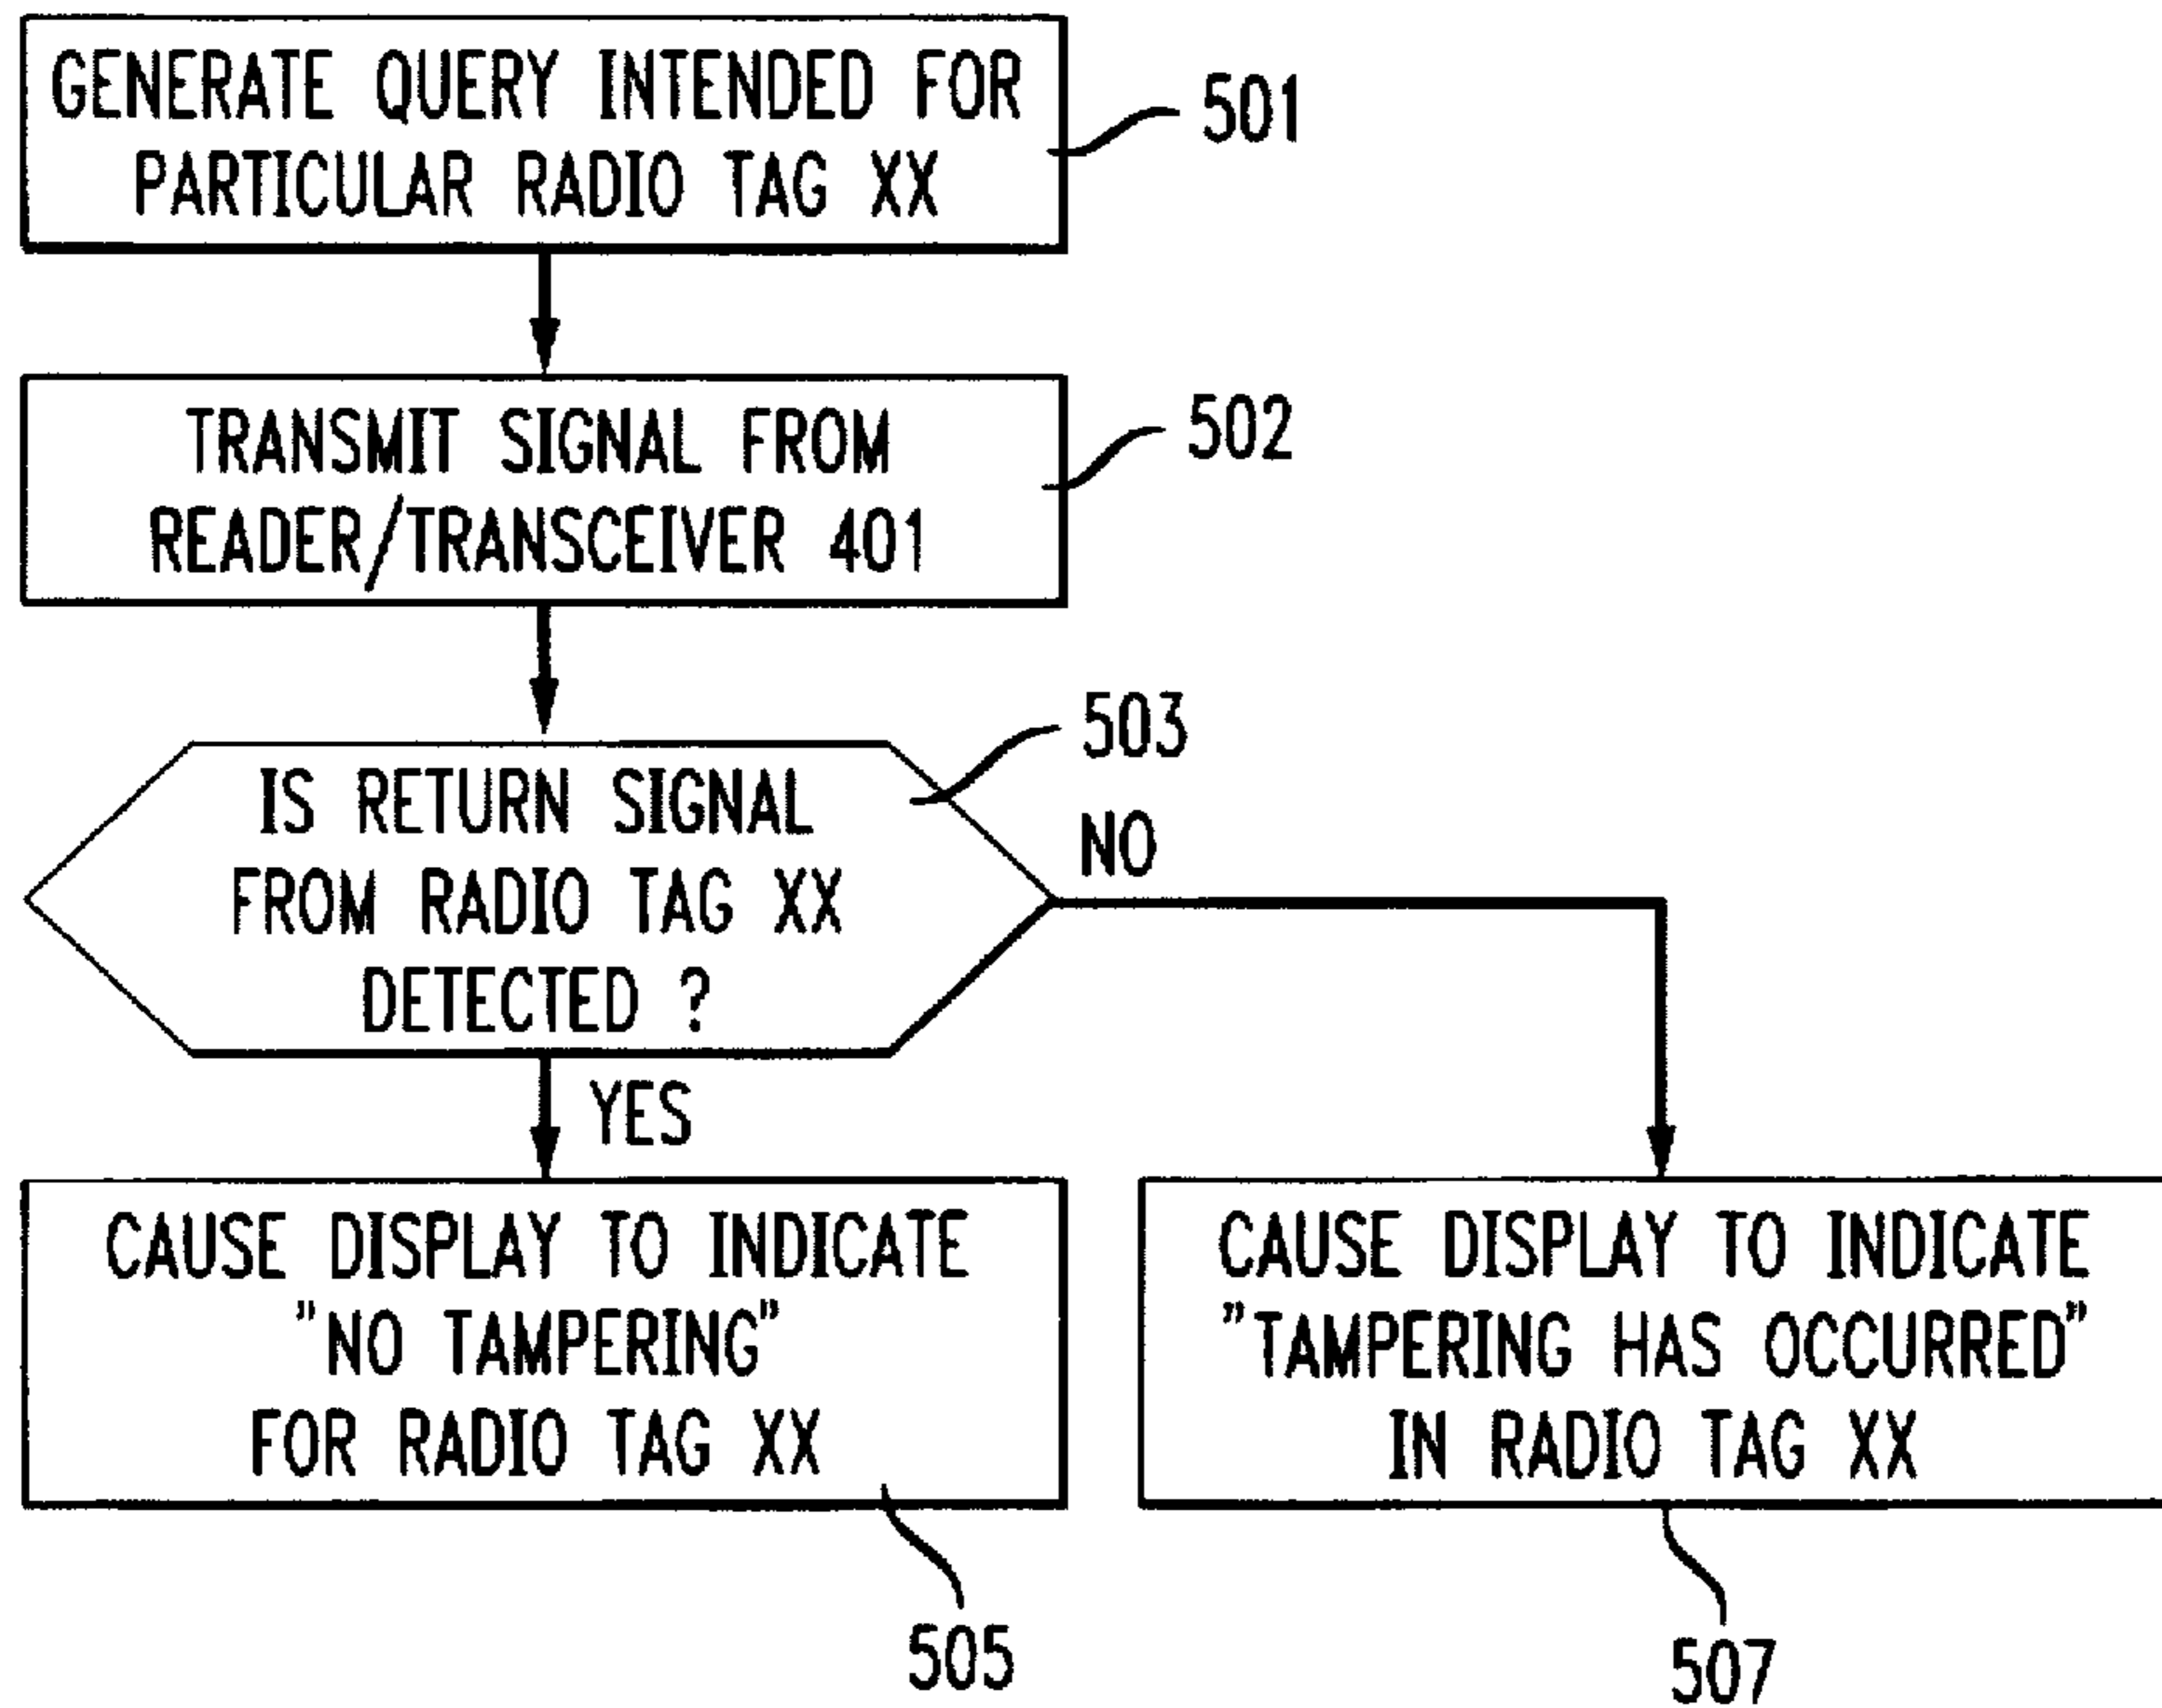 GENERATE QUERY INTENDED FOR
PARTICULAR RADIO TAG XX
501
TRANSMIT SIGNAL FROM
READER/TRANSCEIVER 401
502
503
IS RETURN SIGNAL
FROM RADIO TAG XX
DETECTED ?
NO
YES
CAUSE DISPLAY TO INDICATE
"NO TAMPERING"
FOR RADIO TAG XX
505
CAUSE DISPLAY TO INDICATE
"TAMPERING HAS OCCURRED"
IN RADIO TAG XX
507